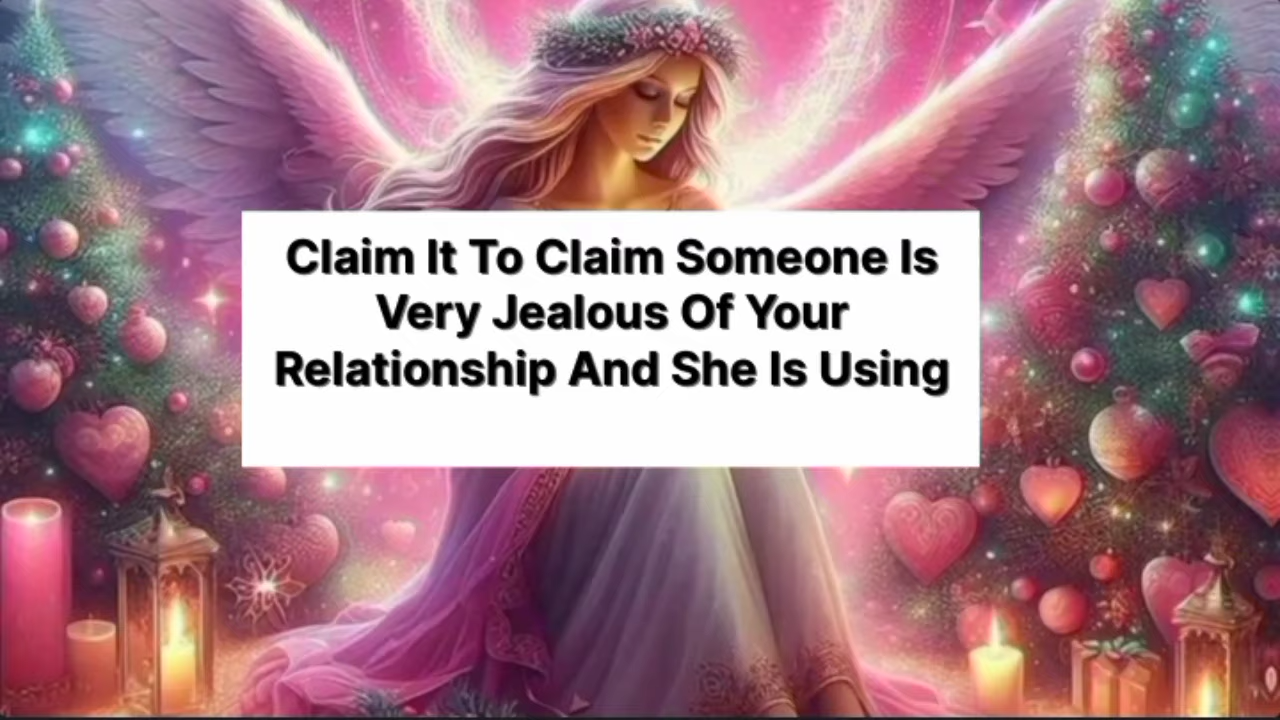 Claim It To Claim Someone Is
Very Jealous Of Your
Relationship And She Is Using